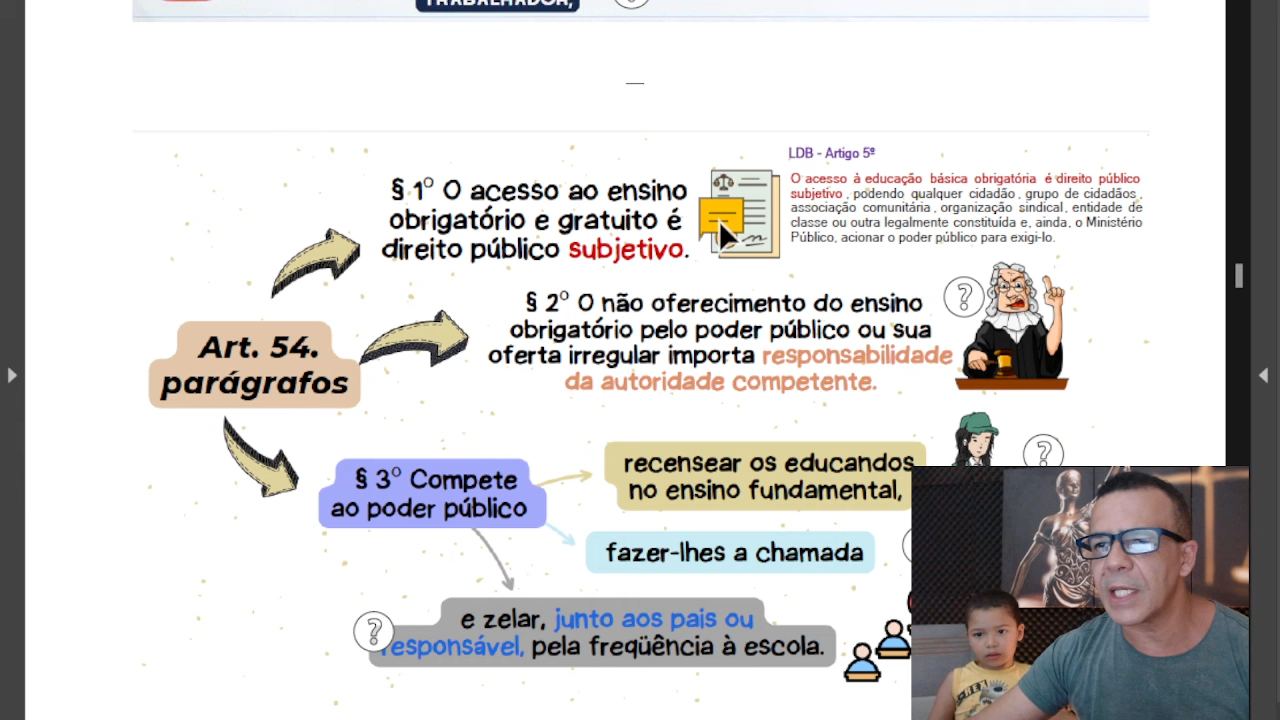 TRABALHADOR,
§ 1º O acesso ao ensino
obrigatório e gratuito é
direito público subjetivo.
LDB - Artigo 5º
O acesso à educação básica obrigatória é direito público
subjetivo, podendo qualquer cidadão, grupo de cidadãos,
associação comunitária, organização sindical, entidade de
classe ou outra legalmente constituída e, ainda, o Ministério
Público, acionar o poder público para exigi-lo.
§ 2º O não oferecimento do ensino
obrigatório pelo poder público ou sua
oferta irregular importa responsabilidade
da autoridade competente.
?
Art. 54.
parágrafos
§ 3º Compete
ao poder público
recensear os educandos
no ensino fundamental,
?
fazer-lhes a chamada
?
e zelar, junto aos pais ou
responsável, pela freqüência à escola.